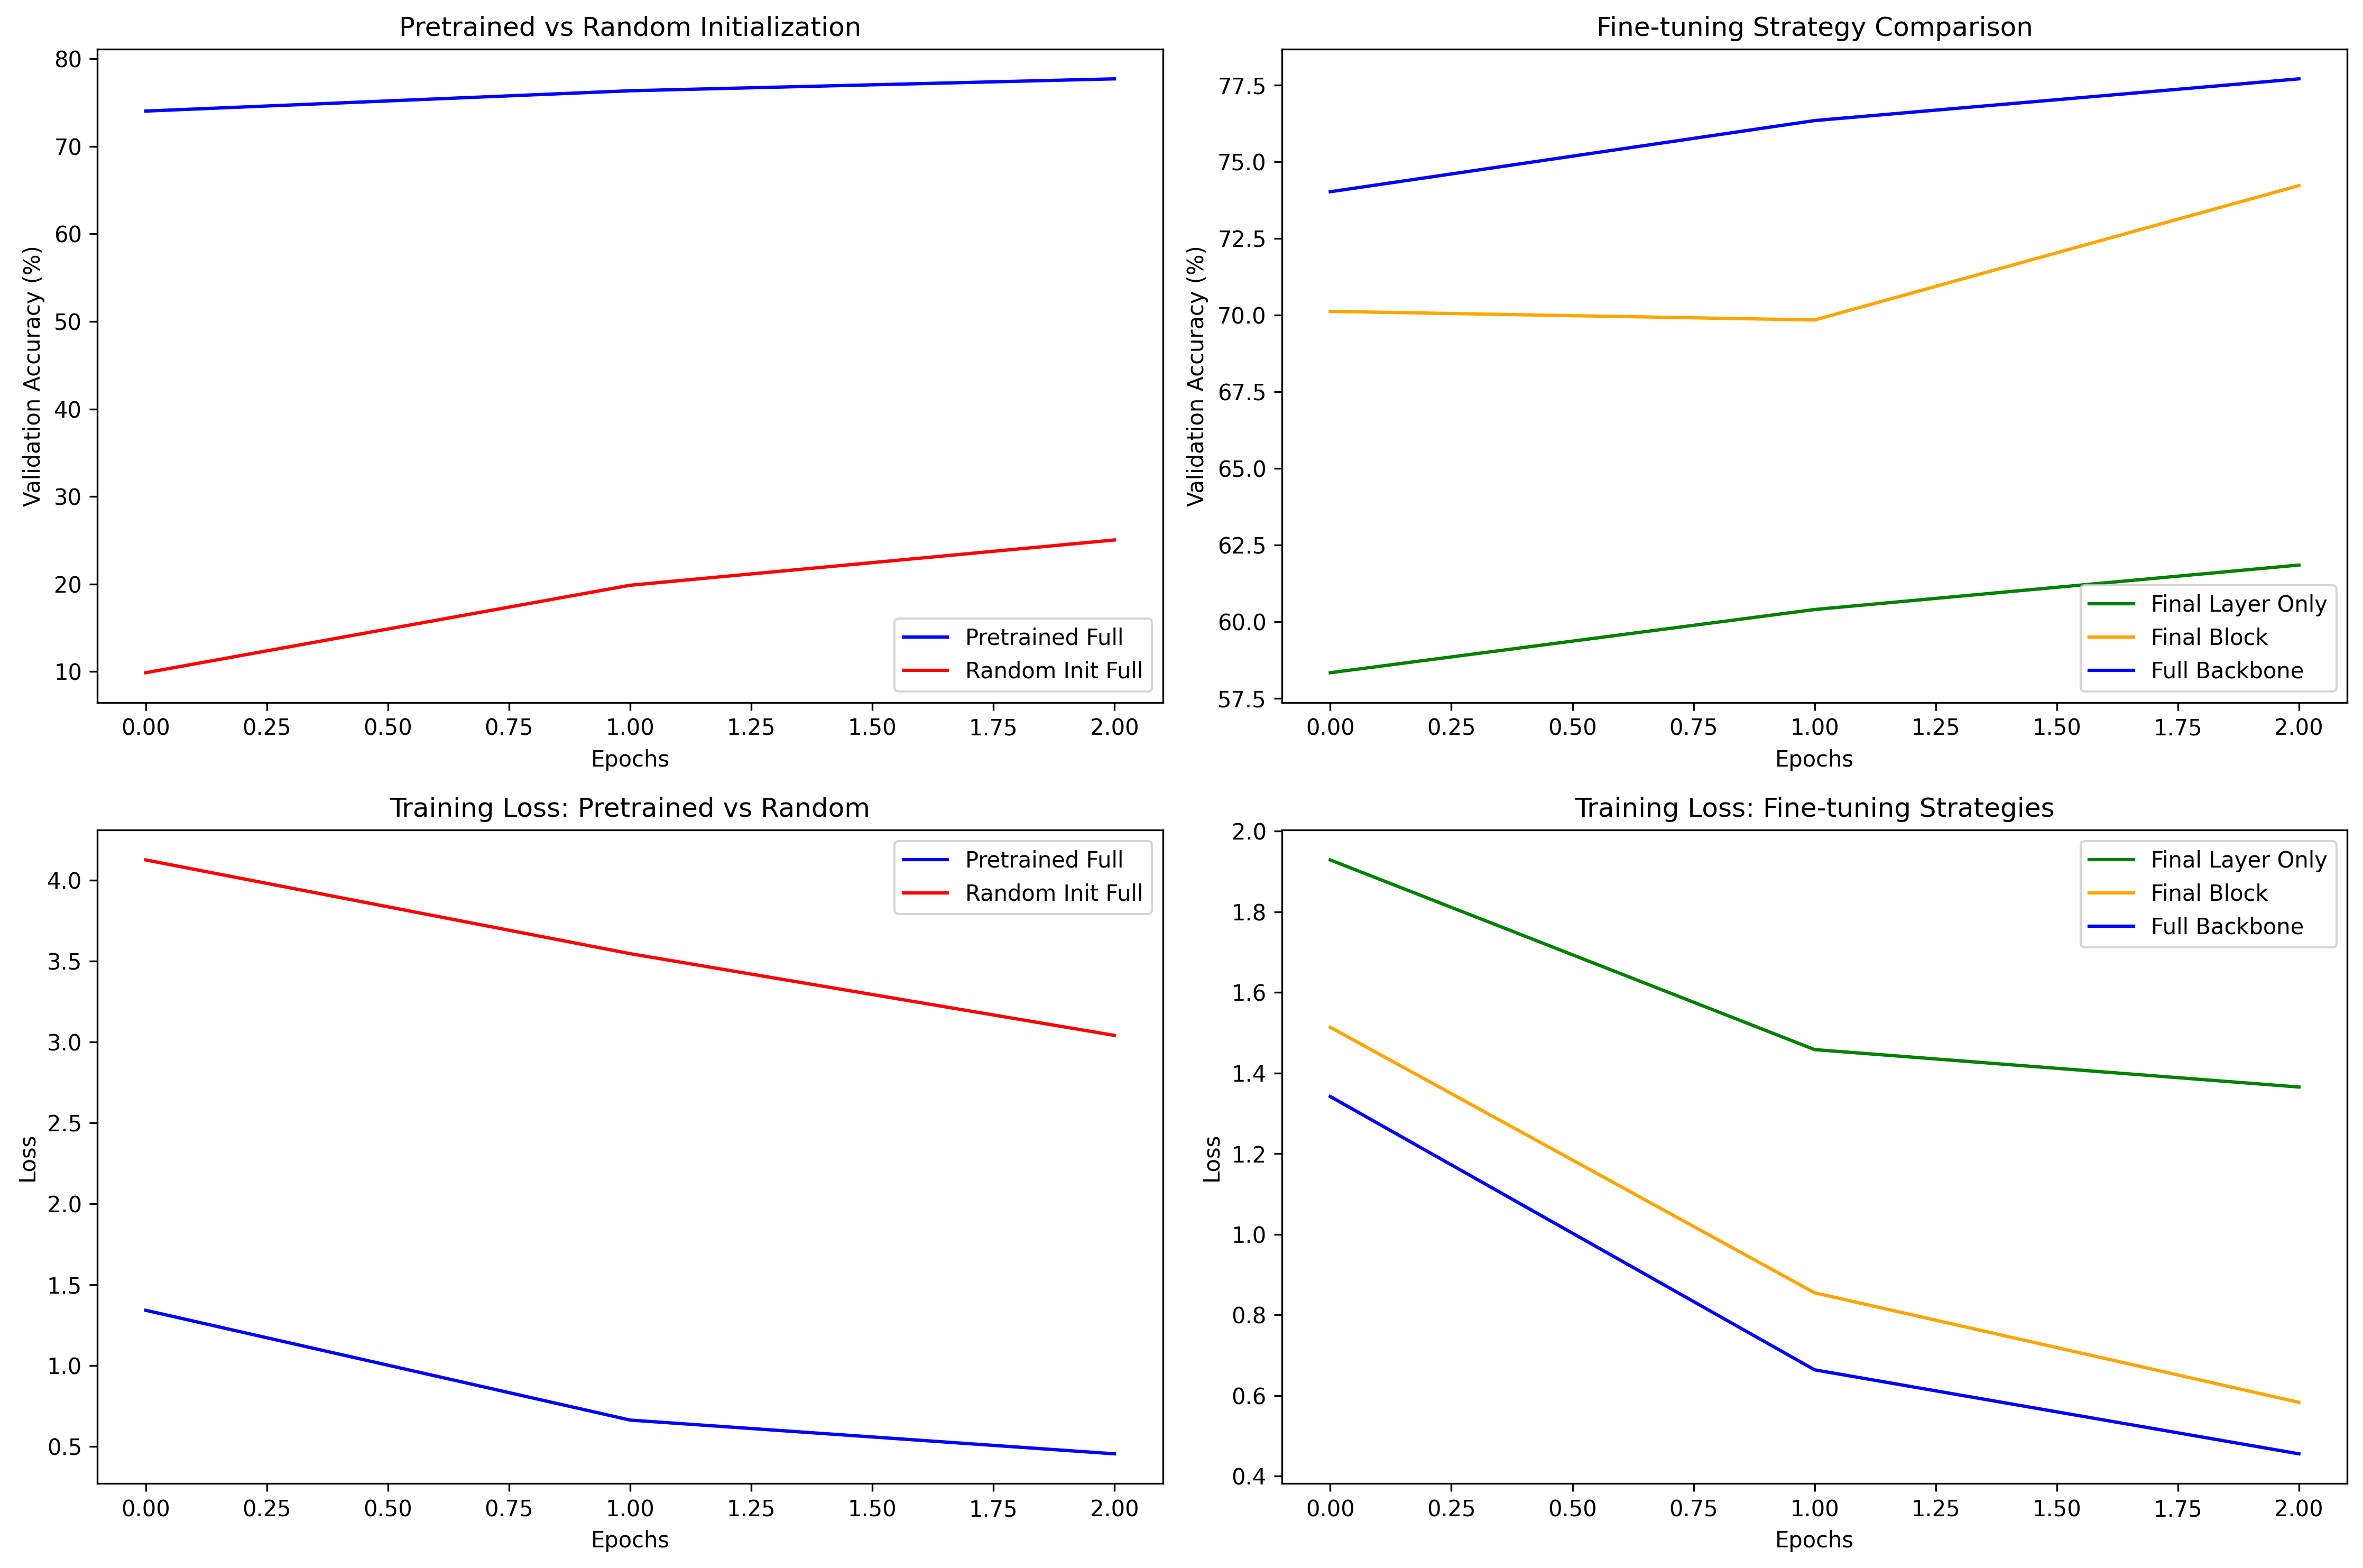 Pretrained vs Random Initialization
Validation Accuracy (%)
80
70
60
50
40
30
20
10
Pretrained Full
Random Init Full
0.00 0.25 0.50 0.75 1.00 1.25 1.50 1.75 2.00
Epochs
Fine-tuning Strategy Comparison
Validation Accuracy (%)
77.5
75.0
72.5
70.0
67.5
65.0
62.5
60.0
57.5
Final Layer Only
Final Block
Full Backbone
0.00 0.25 0.50 0.75 1.00 1.25 1.50 1.75 2.00
Epochs
Training Loss: Pretrained vs Random
Loss
4.0
3.5
3.0
2.5
2.0
1.5
1.0
0.5
Pretrained Full
Random Init Full
0.00 0.25 0.50 0.75 1.00 1.25 1.50 1.75 2.00
Epochs
Training Loss: Fine-tuning Strategies
Loss
2.0
1.8
1.6
1.4
1.2
1.0
0.8
0.6
0.4
Final Layer Only
Final Block
Full Backbone
0.00 0.25 0.50 0.75 1.00 1.25 1.50 1.75 2.00
Epochs